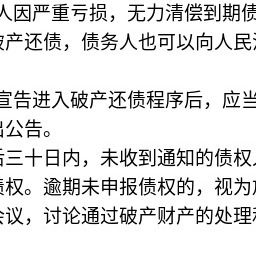 人因严重亏损，无力清偿到期债
破产还债，债务人也可以向人民法
宣告进入破产还债程序后，应当
出公告。
后三十日内，未收到通知的债权人
债权。逾期未申报债权的，视为放
会议，讨论通过破产财产的处理和